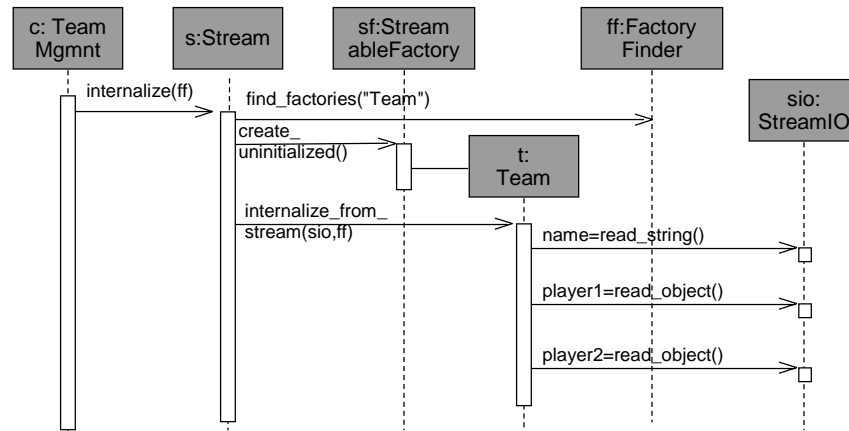 c: Team
Mgmnt
s:Stream
sf:Stream
ableFactory
ff:Factory
Finder
sio:
StreamIO
internalize(ff)
find_factories("Team")
create_
uninitialized()
t:
Team
internalize_from_
stream(sio,ff)
name=read_string()
player1=read_object()
player2=read_object()